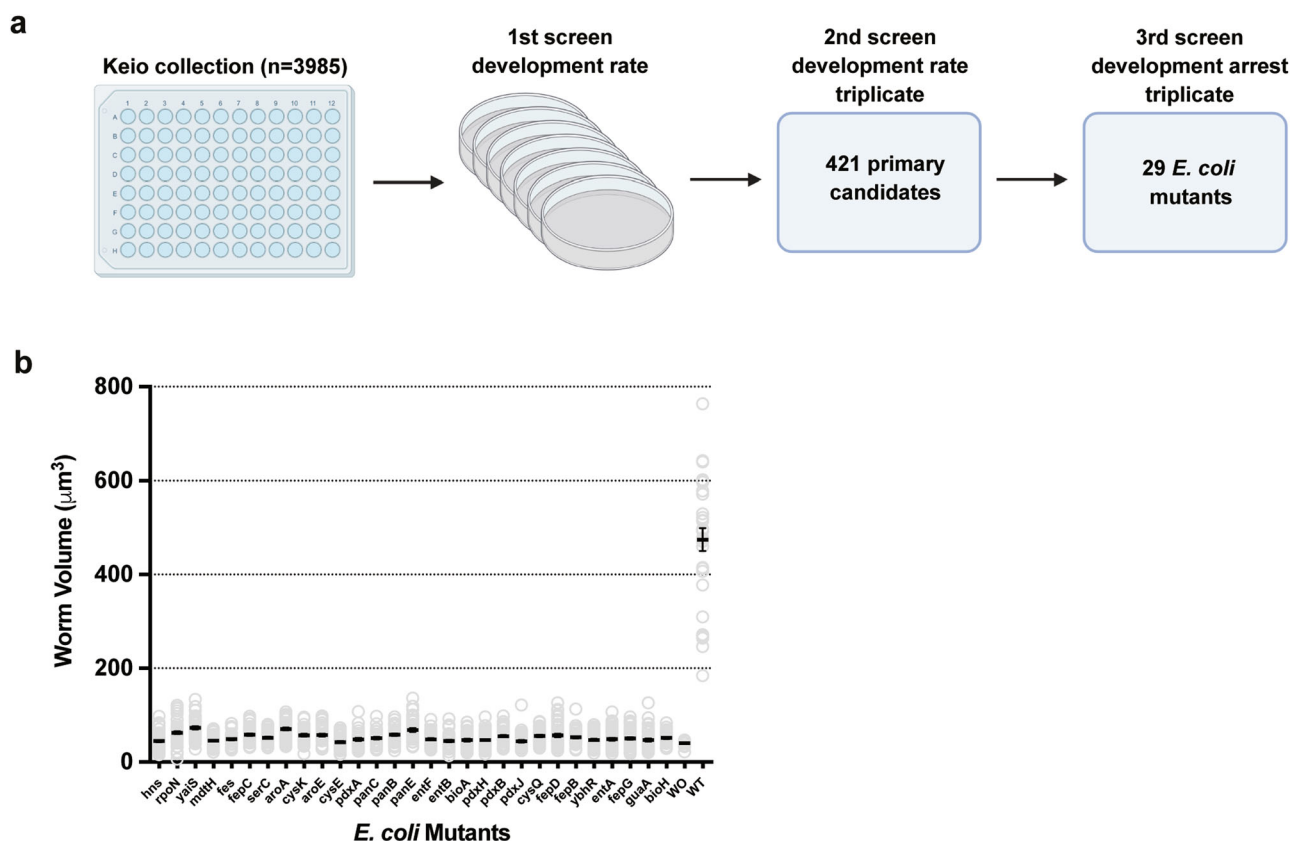 a
Keio collection (n=3985)
1 2 3 4 5 6 7 8 9 10 11 12
A
B
C
D
E
F
G
H
1st screen
development rate
2nd screen
development rate
triplicate
421 primary
candidates
3rd screen
development arrest
triplicate
29 E. coli
mutants
b
Worm Volume (μm³)
800
600
400
200
0
hns
rpoN
yaiS
mdtH
fes
fepC
serC
aroA
cysK
aroE
cysE
pdxA
panC
panB
panE
entF
entB
bioA
pdxH
pdxB
pdxJ
cysQ
fepD
fepB
ybhR
entA
fepG
guaA
bioH
WO
WT
E. coli Mutants